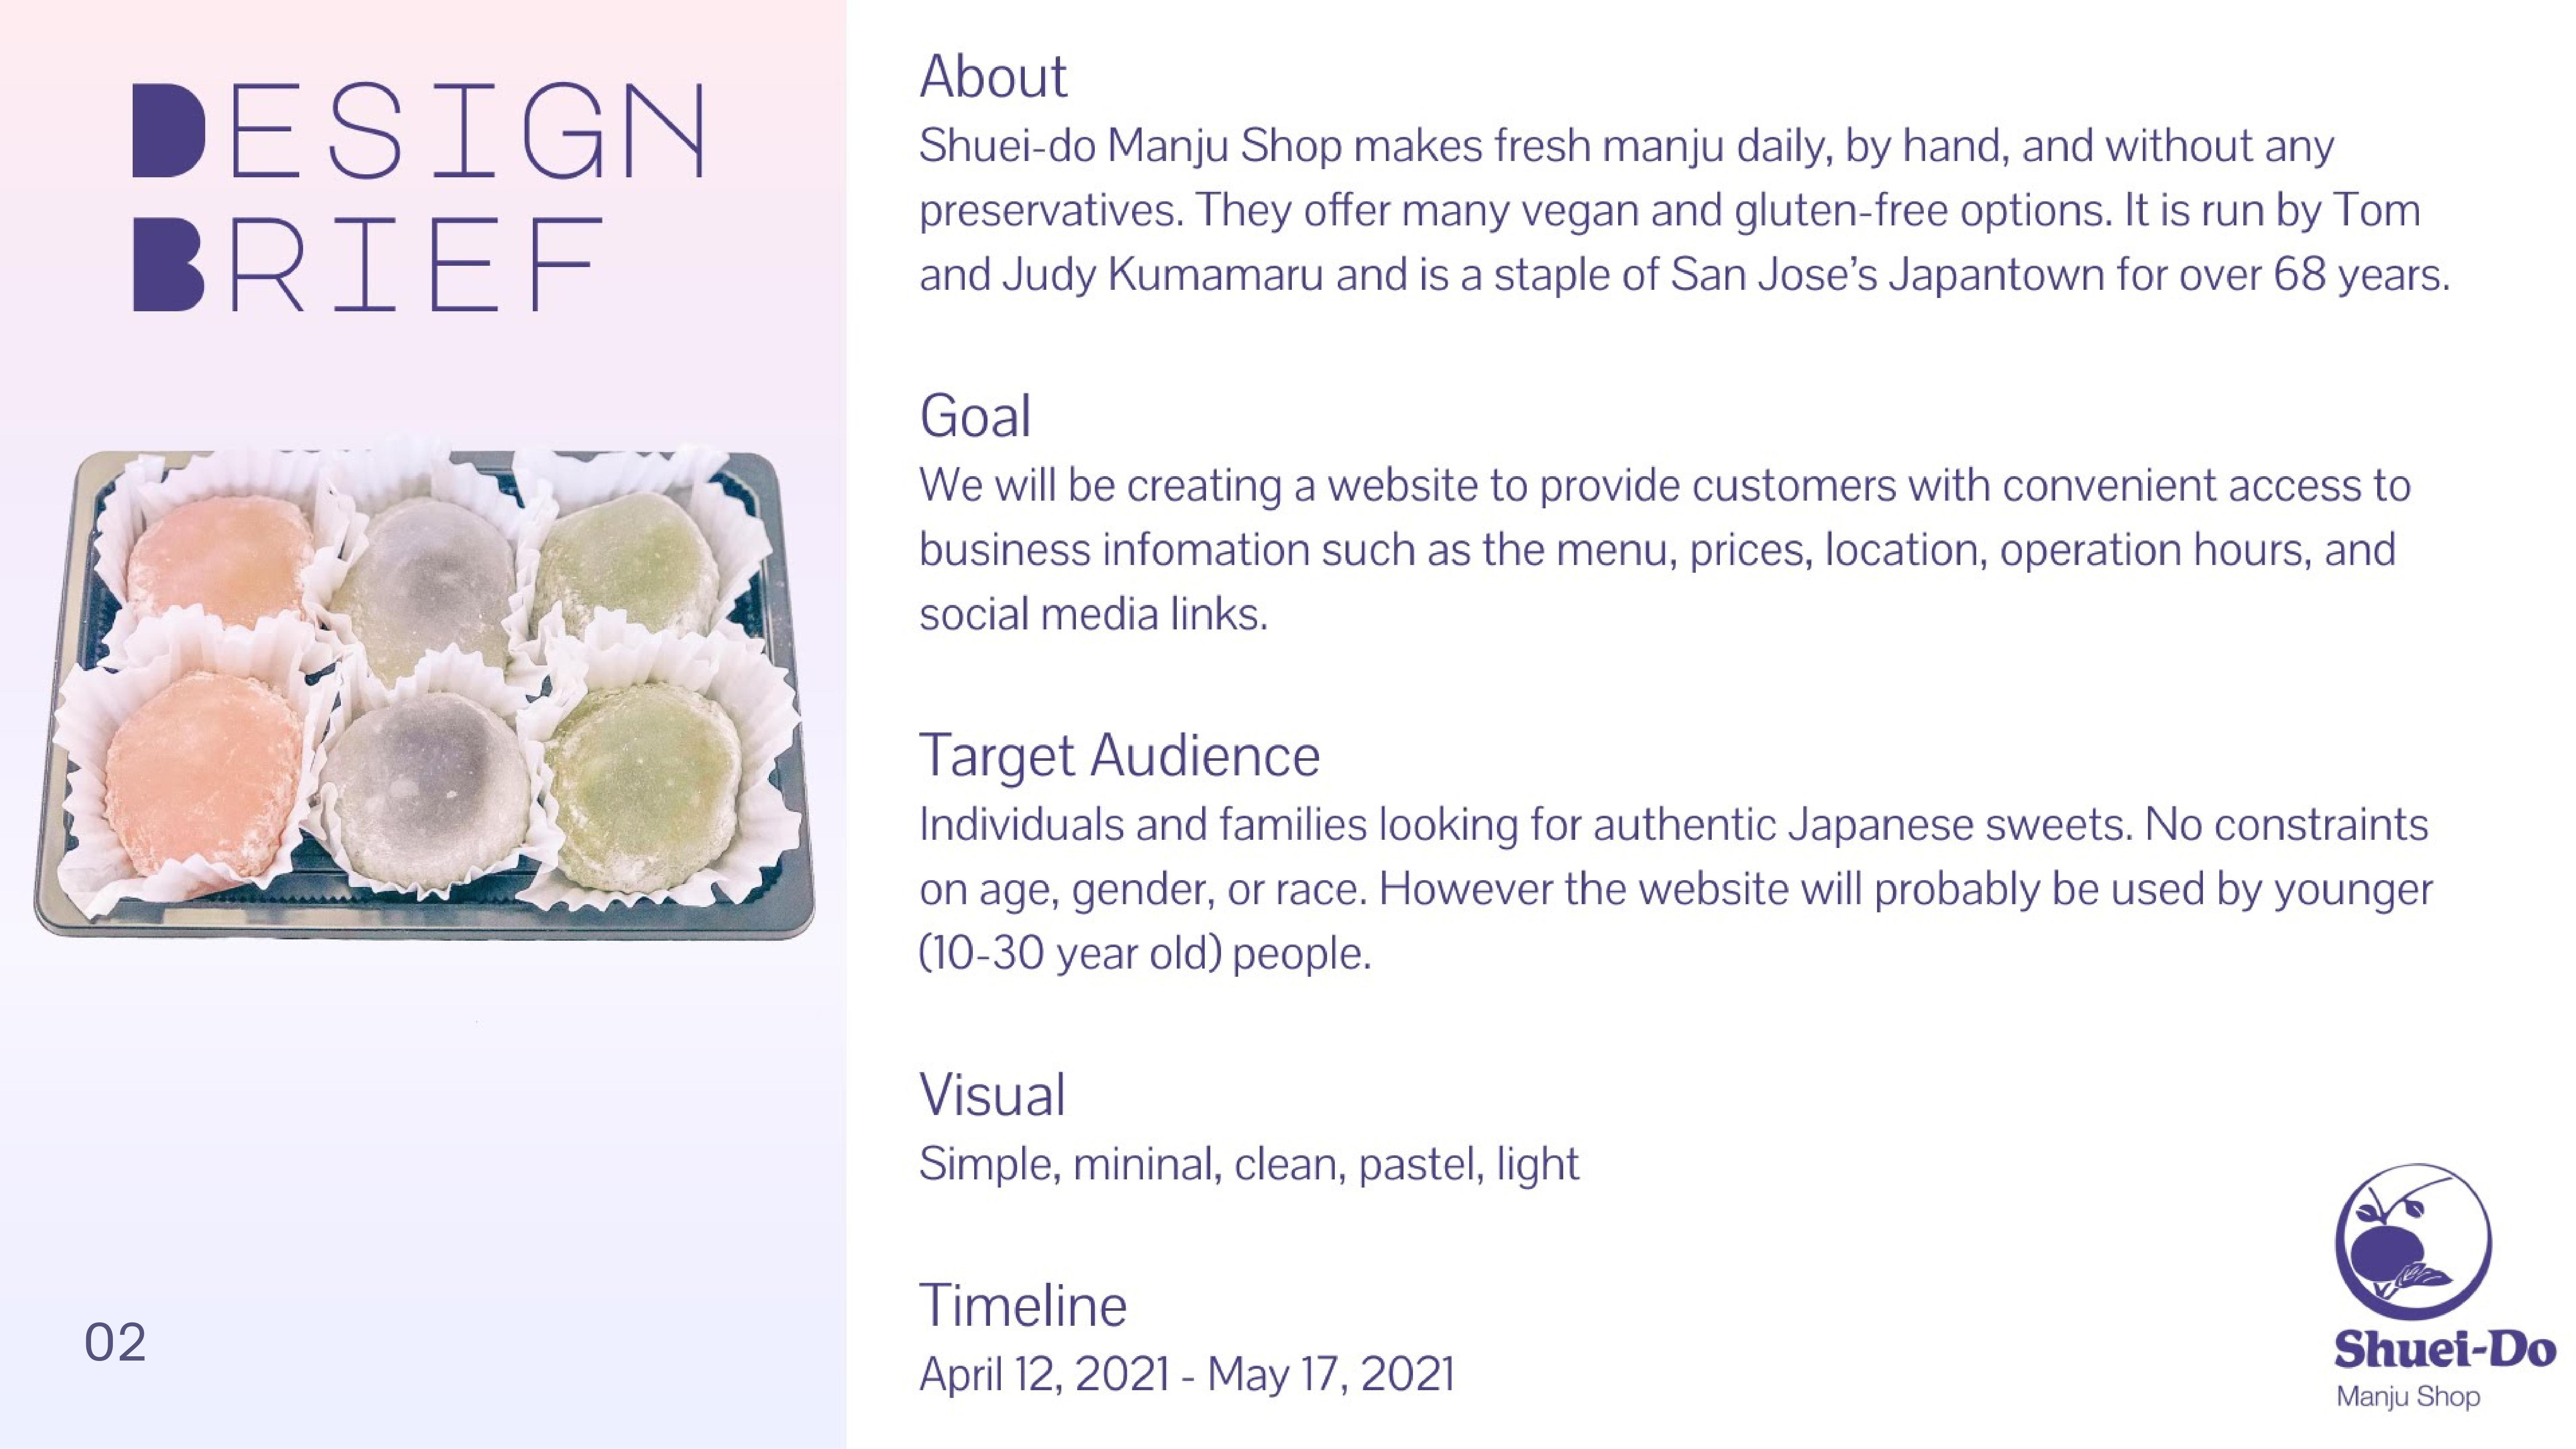 DESIGN
BRIEF
About
Shuei-do Manju Shop makes fresh manju daily, by hand, and without any
preservatives. They offer many vegan and gluten-free options. It is run by Tom
and Judy Kumamaru and is a staple of San Jose’s Japantown for over 68 years.
Goal
We will be creating a website to provide customers with convenient access to
business infomation such as the menu, prices, location, operation hours, and
social media links.
Target Audience
Individuals and families looking for authentic Japanese sweets. No constraints
on age, gender, or race. However the website will probably be used by younger
(10-30 year old) people.
Visual
Simple, mininal, clean, pastel, light
Timeline
April 12, 2021 - May 17, 2021
02
Shuei-Do
Manju Shop